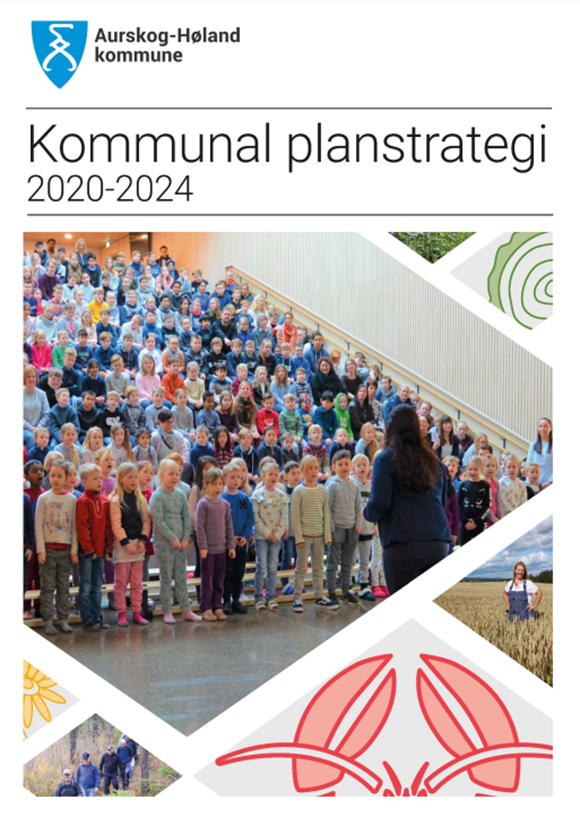 Aurskog-Høland
kommune
Kommunal planstrategi
2020-2024